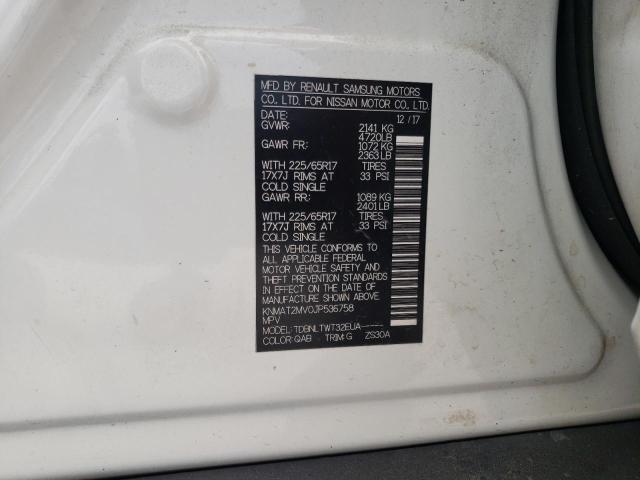 MFD BY RENAULT SAMSUNG MOTORS
CO., LTD. FOR NISSAN MOTOR CO., LTD.
DATE: 12/17
GVWR: 2141 KG
4720LB
GAWR FR: 1072 KG
2363LB
WITH 225/65R17 TIRES
17X7J RIMS AT 33 PSI
COLD SINGLE
GAWR RR: 1089 KG
2401LB
WITH 225/65R17 TIRES
17X7J RIMS AT 33 PSI
COLD SINGLE
THIS VEHICLE CONFORMS TO
ALL APPLICABLE FEDERAL
MOTOR VEHICLE SAFETY AND
THEFT PREVENTION STANDARDS
IN EFFECT ON THE DATE OF
MANUFACTURE SHOWN ABOVE.
KNMAT2MV0JP536758
MPV
MODEL: TDBNLTWT32EUA-----
COLOR:QAB TRIM:G ZS30A